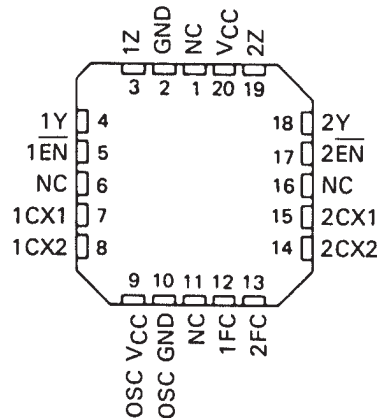 1Z
GND
NC
VCC
2Z
3 2 1 20 19
1Y 4
1EN 5
NC 6
1CX1 7
1CX2 8
18 2Y
17 2EN
16 NC
15 2CX1
14 2CX2
9 10 11 12 13
OSC VCC
OSC GND
NC
1FC
2FC